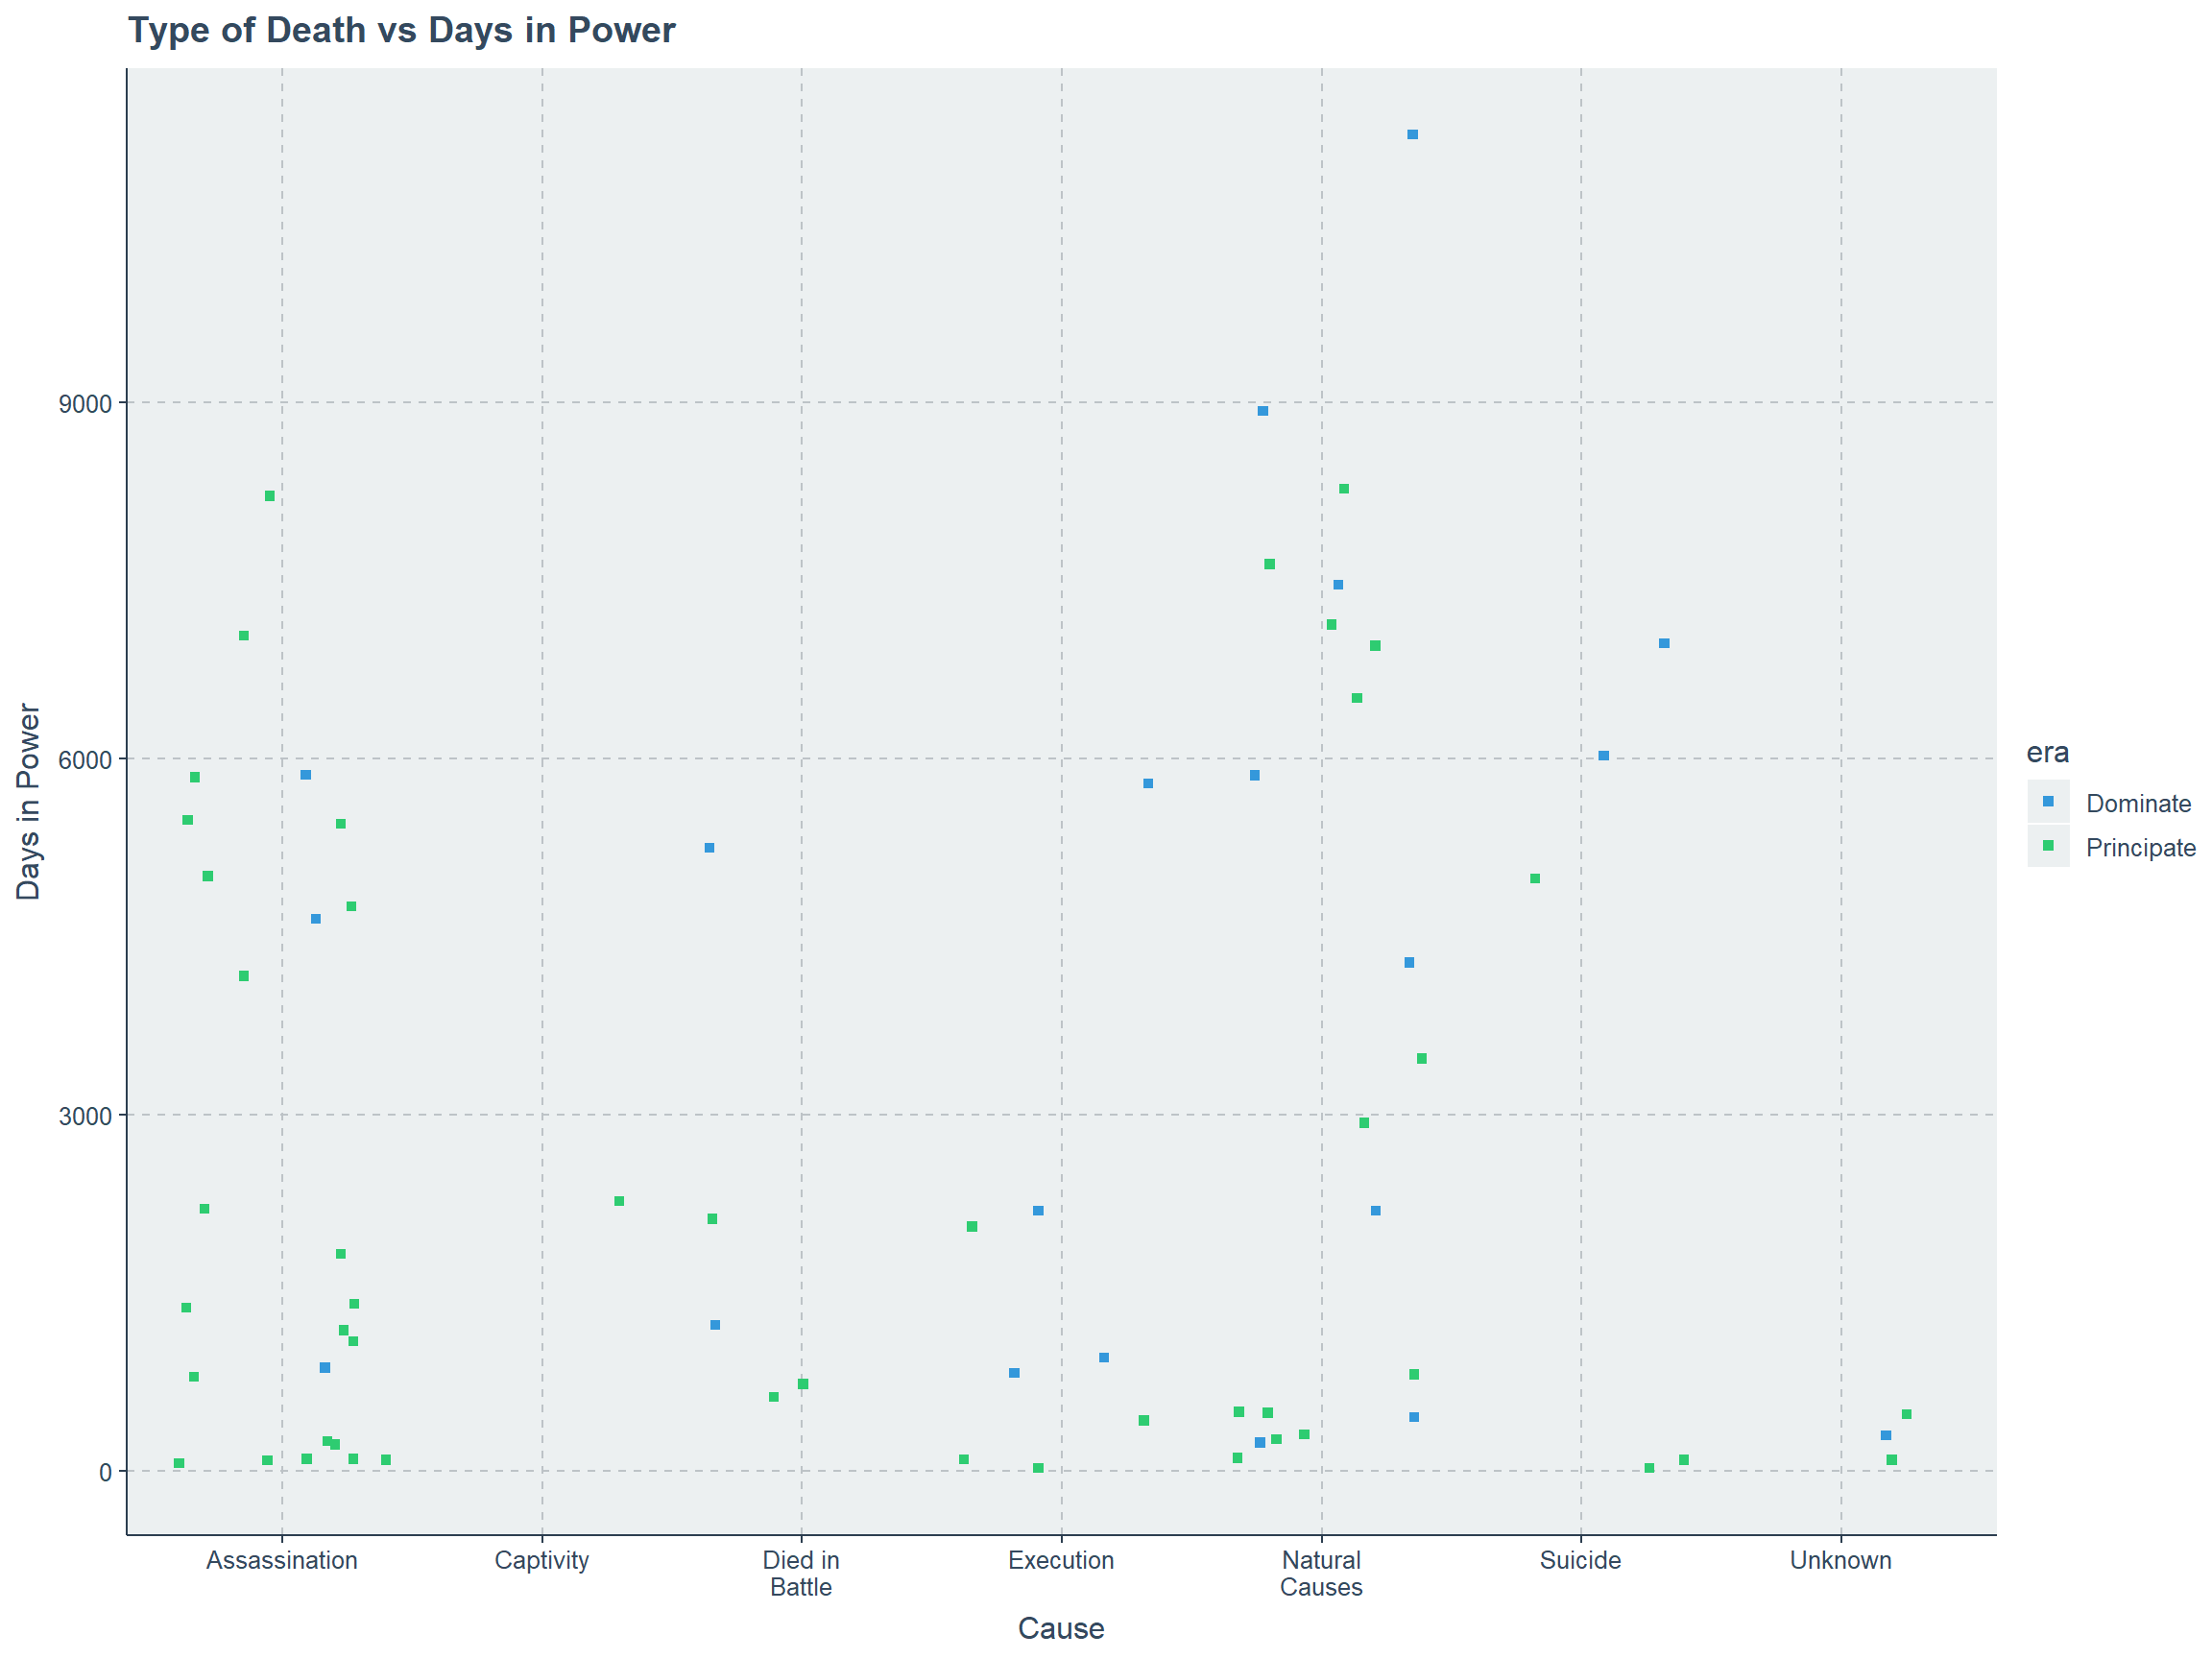 Type of Death vs Days in Power
Days in Power
9000
6000
3000
0
Assassination
Captivity
Died in
Battle
Execution
Natural
Causes
Suicide
Unknown
Cause
era
Dominate
Principate